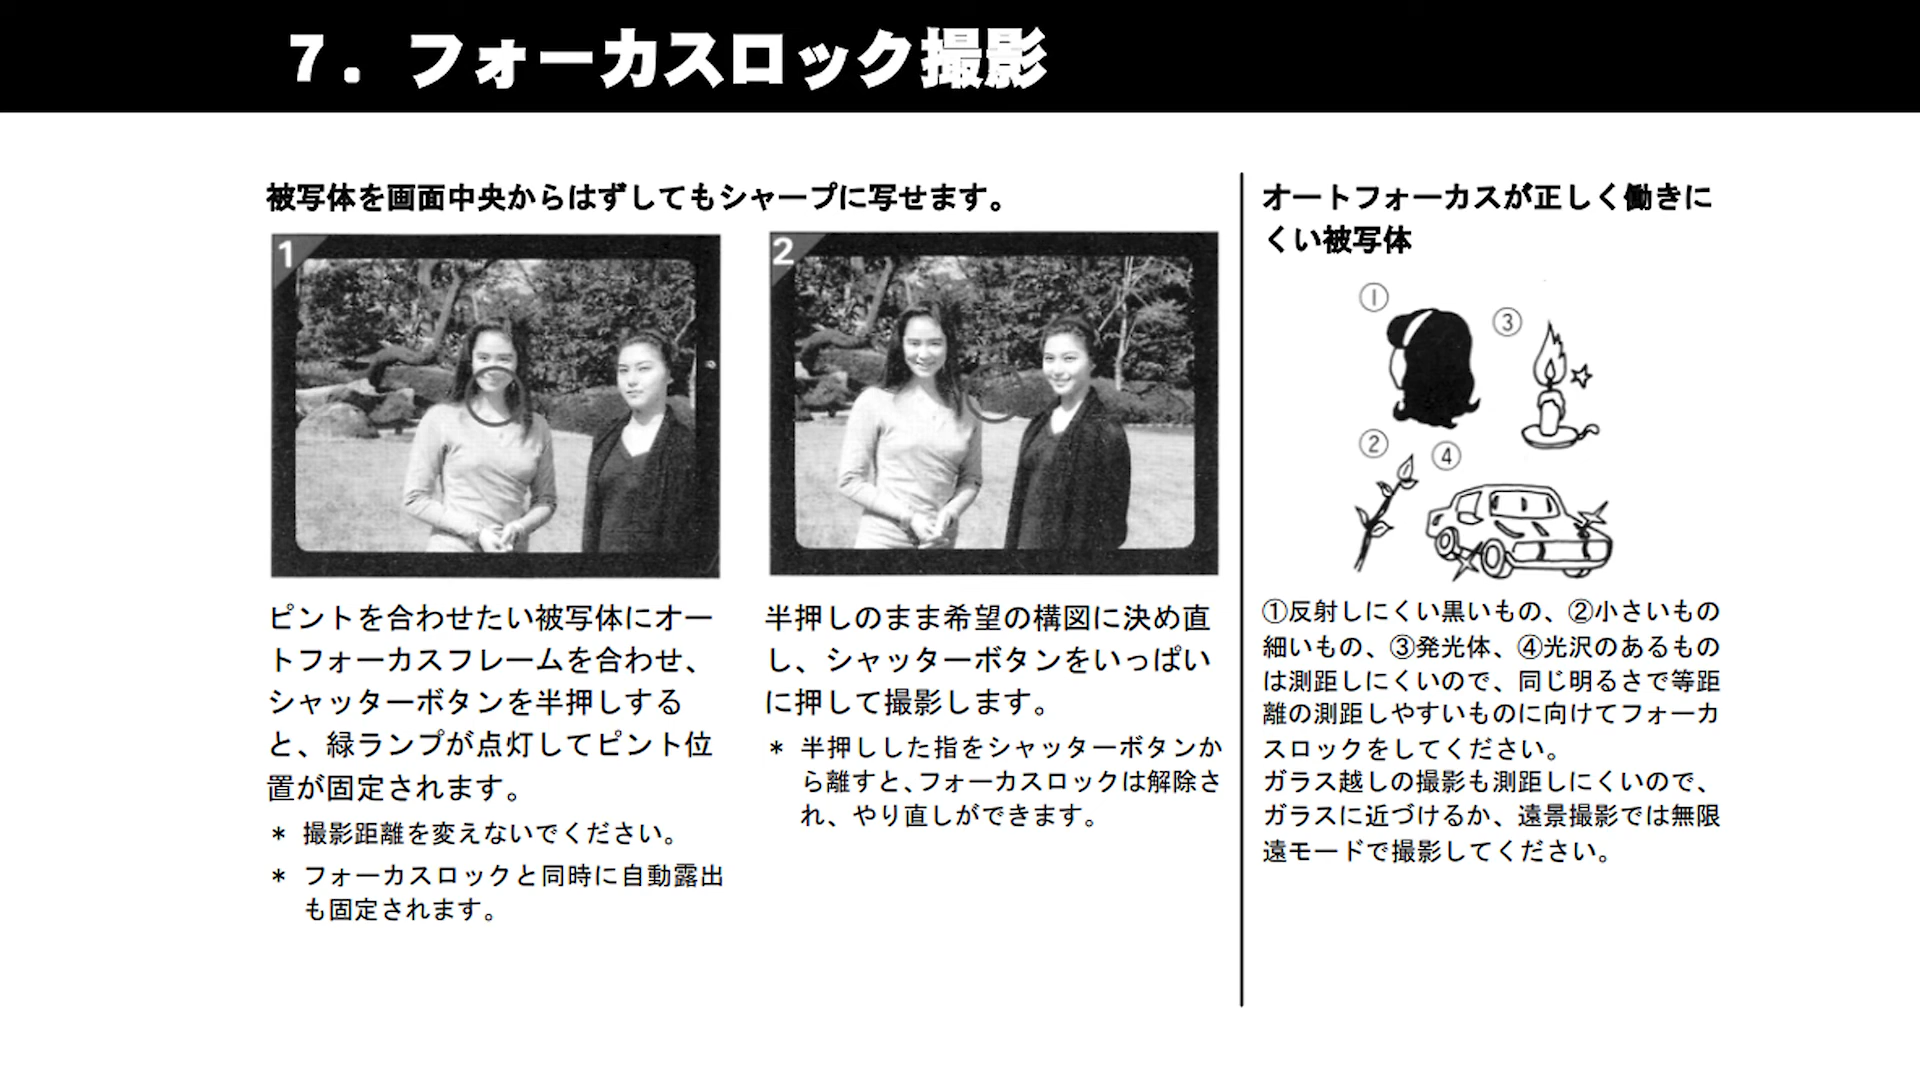 7．フォーカスロック撮影
被写体を画面中央からはずしてもシャープに写せます。
1
ピントを合わせたい被写体にオー
トフォーカスフレームを合わせ、
シャッターボタンを半押しする
と、緑ランプが点灯してピント位
置が固定されます。
* 撮影距離を変えないでください。
* フォーカスロックと同時に自動露出
も固定されます。
2
半押しのまま希望の構図に決め直
し、シャッターボタンをいっぱい
に押して撮影します。
* 半押しした指をシャッターボタンか
ら離すと、フォーカスロックは解除さ
れ、やり直しができます。
オートフォーカスが正しく働きに
くい被写体
①
③
②
④
①反射しにくい黒いもの、②小さいもの
細いもの、③発光体、④光沢のあるもの
は測距しにくいので、同じ明るさで等距
離の測距しやすいものに向けてフォーカ
スロックをしてください。
ガラス越しの撮影も測距しにくいので、
ガラスに近づけるか、遠景撮影では無限
遠モードで撮影してください。